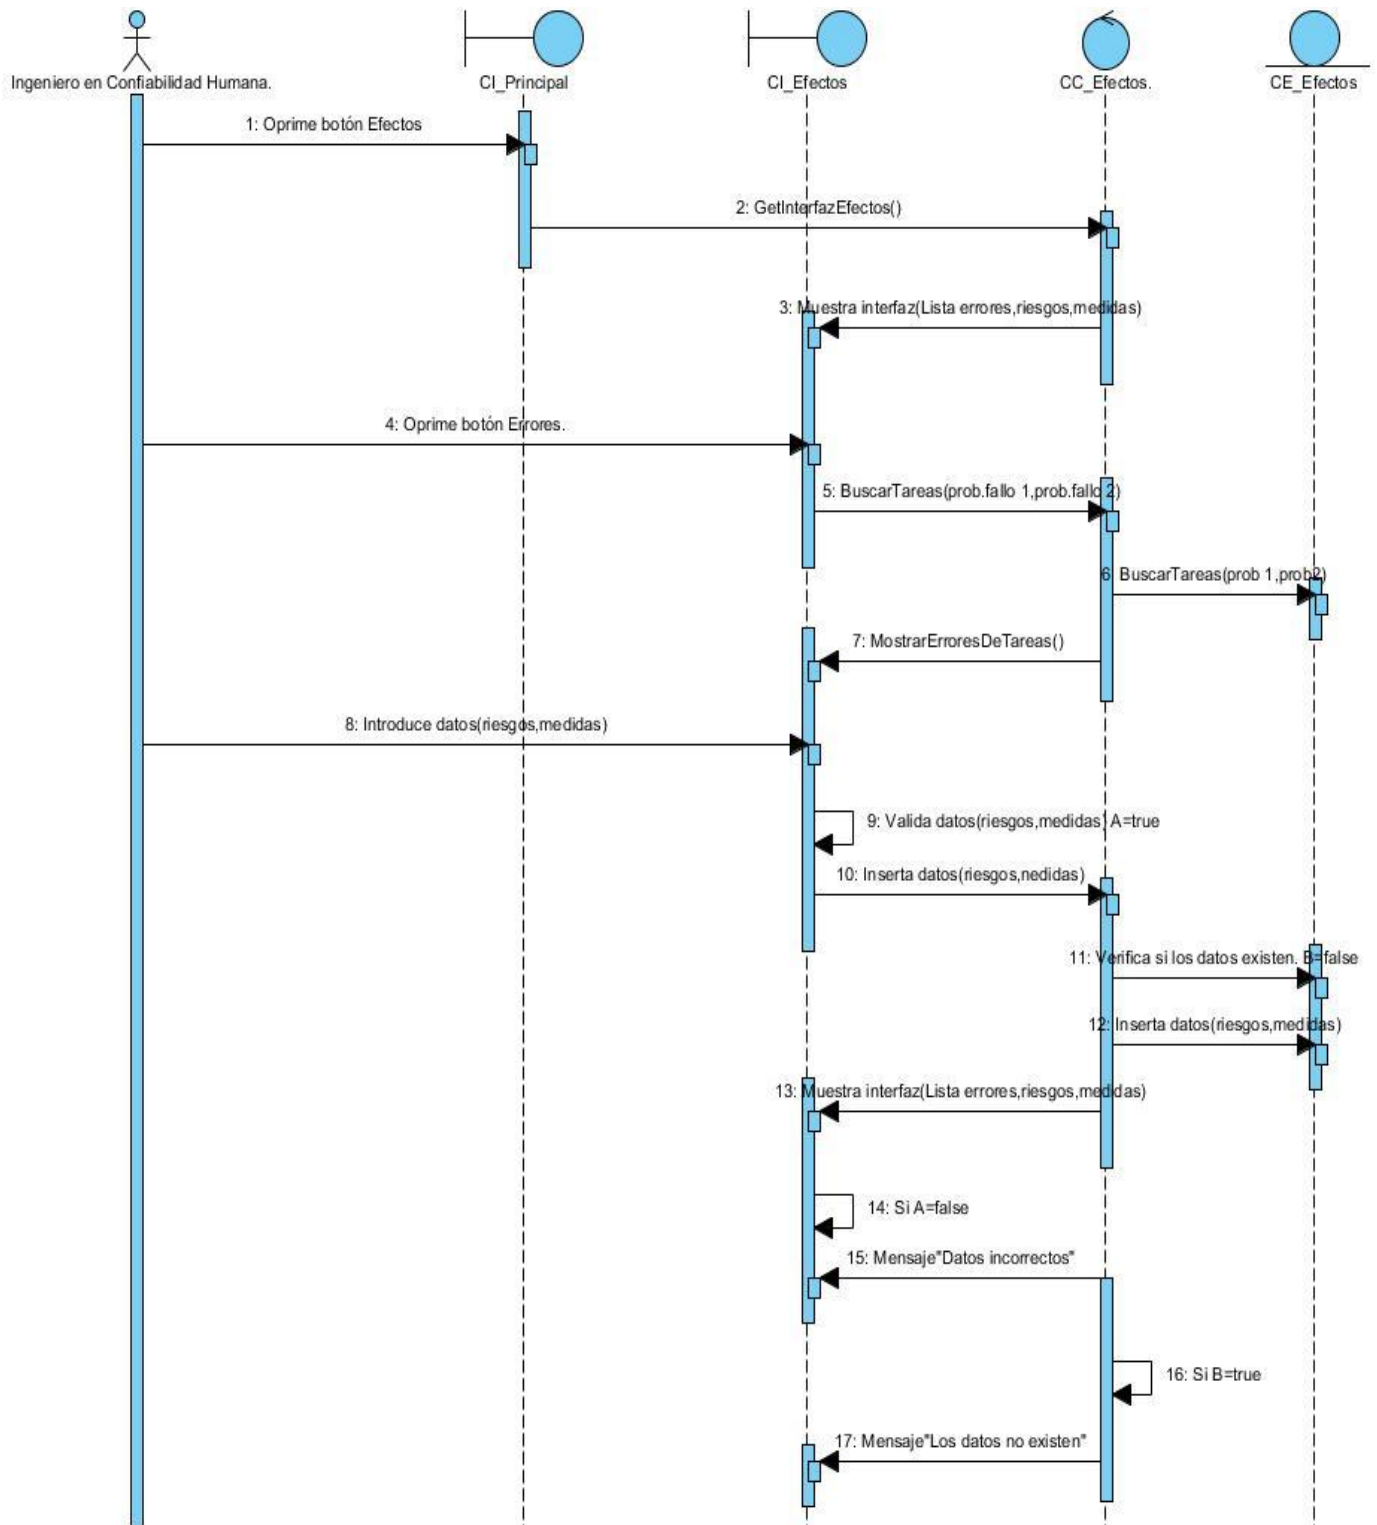 Ingeniero en Confiabilidad Humana.
CI_Principal
CI_Efectos
CC_Efectos.
CE_Efectos
1: Oprime botón Efectos
2: GetInterfazEfectos()
3: Muestra interfaz(Lista errores,riesgos,medidas)
4: Oprime botón Errores.
5: BuscarTareas(prob.fallo 1,prob.fallo 2)
6: BuscarTareas(prob 1,prob2)
7: MostrarErroresDeTareas()
8: Introduce datos(riesgos,medidas)
9: Valida datos(riesgos,medidas) A=true
10: Inserta datos(riesgos,nedidas)
11: Verifica si los datos existen. B=false
12: Inserta datos(riesgos,medidas)
13: Muestra interfaz(Lista errores,riesgos,medidas)
14: Si A=false
15: Mensaje"Datos incorrectos"
16: Si B=true
17: Mensaje"Los datos no existen"